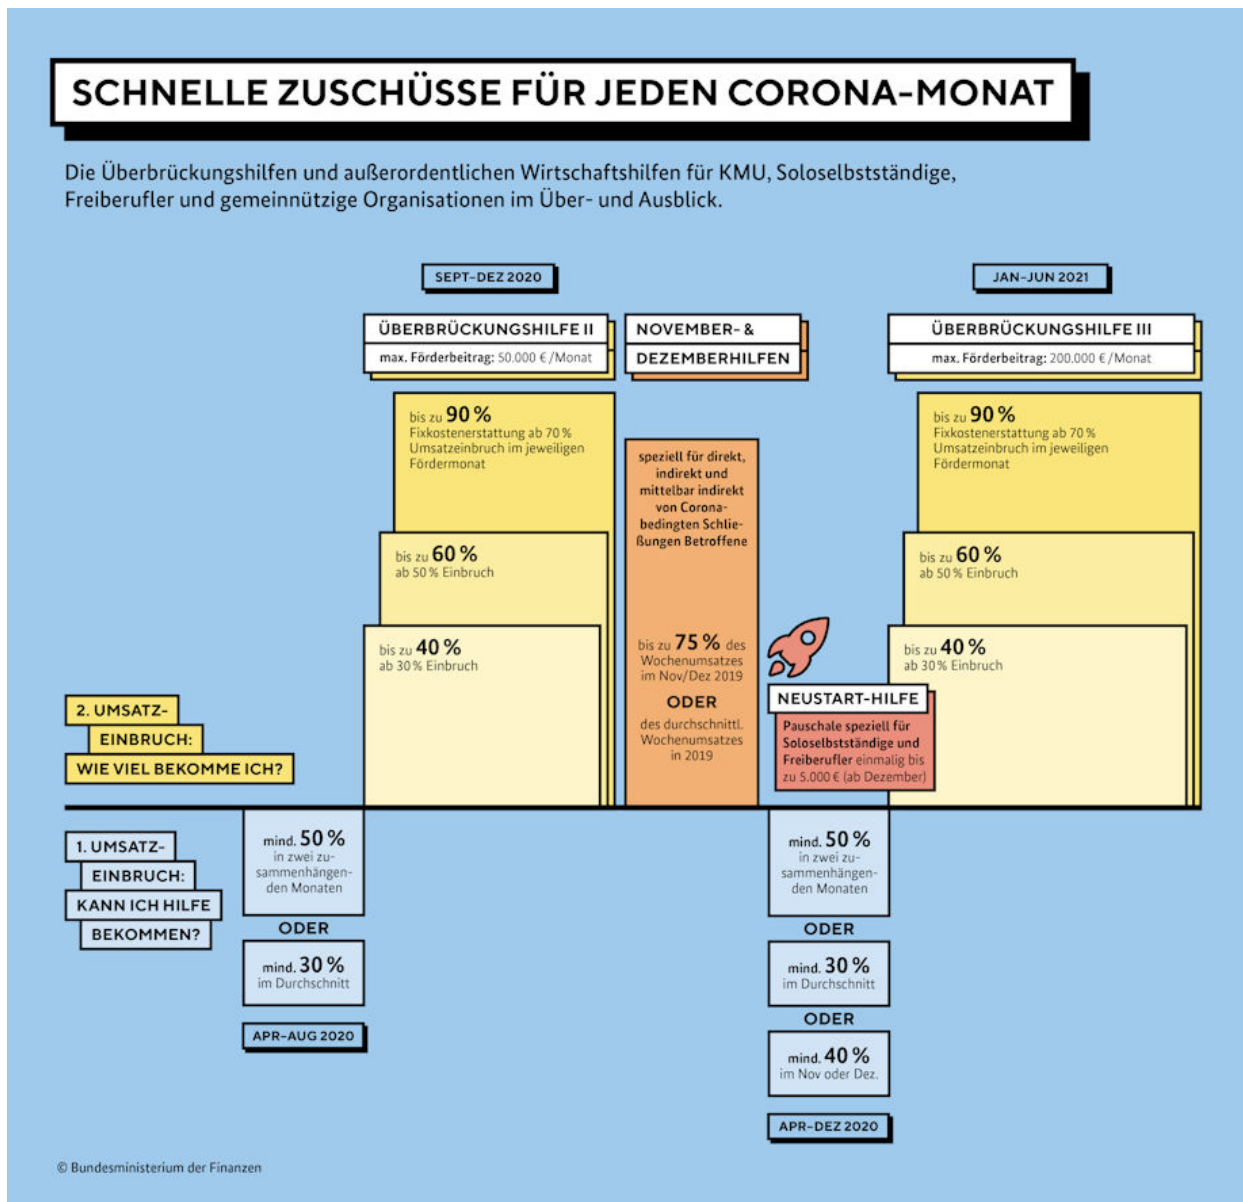 SCHNELLE ZUSCHÜSSE FÜR JEDEN CORONA-MONAT
Die Überbrückungshilfen und außerordentlichen Wirtschaftshilfen für KMU, Soloselbstständige,
Freiberufler und gemeinnützige Organisationen im Über- und Ausblick.
SEPT–DEZ 2020
ÜBERBRÜCKUNGSHILFE II
max. Förderbeitrag: 50.000 €/Monat
bis zu 90 %
Fixkostenerstattung ab 70 %
Umsatzeinbruch im jeweiligen
Fördermonat
bis zu 60 %
ab 50 % Einbruch
bis zu 40 %
ab 30 % Einbruch
NOVEMBER- &
DEZEMBERHILFEN
speziell für direkt,
indirekt und
mittelbar indirekt
von Corona-
bedingten Schlie-
ßungen Betroffene
bis zu 75 % des
Wochenumsatzes
im Nov/Dez 2019
ODER
des durchschnittl.
Wochenumsatzes
in 2019
JAN–JUN 2021
ÜBERBRÜCKUNGSHILFE III
max. Förderbeitrag: 200.000 €/Monat
bis zu 90 %
Fixkostenerstattung ab 70 %
Umsatzeinbruch im jeweiligen
Fördermonat
bis zu 60 %
ab 50 % Einbruch
bis zu 40 %
ab 30 % Einbruch
NEUSTART-HILFE
Pauschale speziell für
Soloselbstständige und
Freiberufler einmalig bis
zu 5.000 € (ab Dezember)
2. UMSATZ-
EINBRUCH:
WIE VIEL BEKOMME ICH?
1. UMSATZ-
EINBRUCH:
KANN ICH HILFE
BEKOMMEN?
mind. 50 %
in zwei zu-
sammenhängen-
den Monaten
ODER
mind. 30 %
im Durchschnitt
APR–AUG 2020
mind. 50 %
in zwei zu-
sammenhängen-
den Monaten
ODER
mind. 30 %
im Durchschnitt
ODER
mind. 40 %
im Nov oder Dez.
APR–DEZ 2020
© Bundesministerium der Finanzen